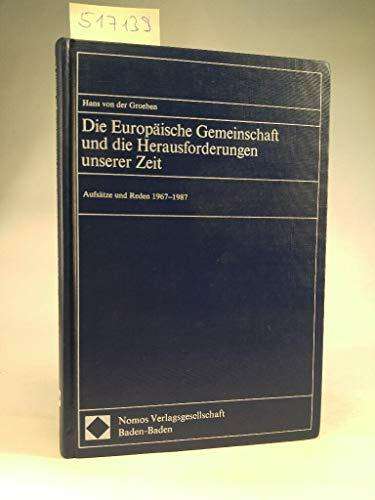 517139
Hans von der Groeben
Die Europäische Gemeinschaft
und die Herausforderungen
unserer Zeit
Aufsätze und Reden 1967–1987
Nomos Verlagsgesellschaft
Baden-Baden